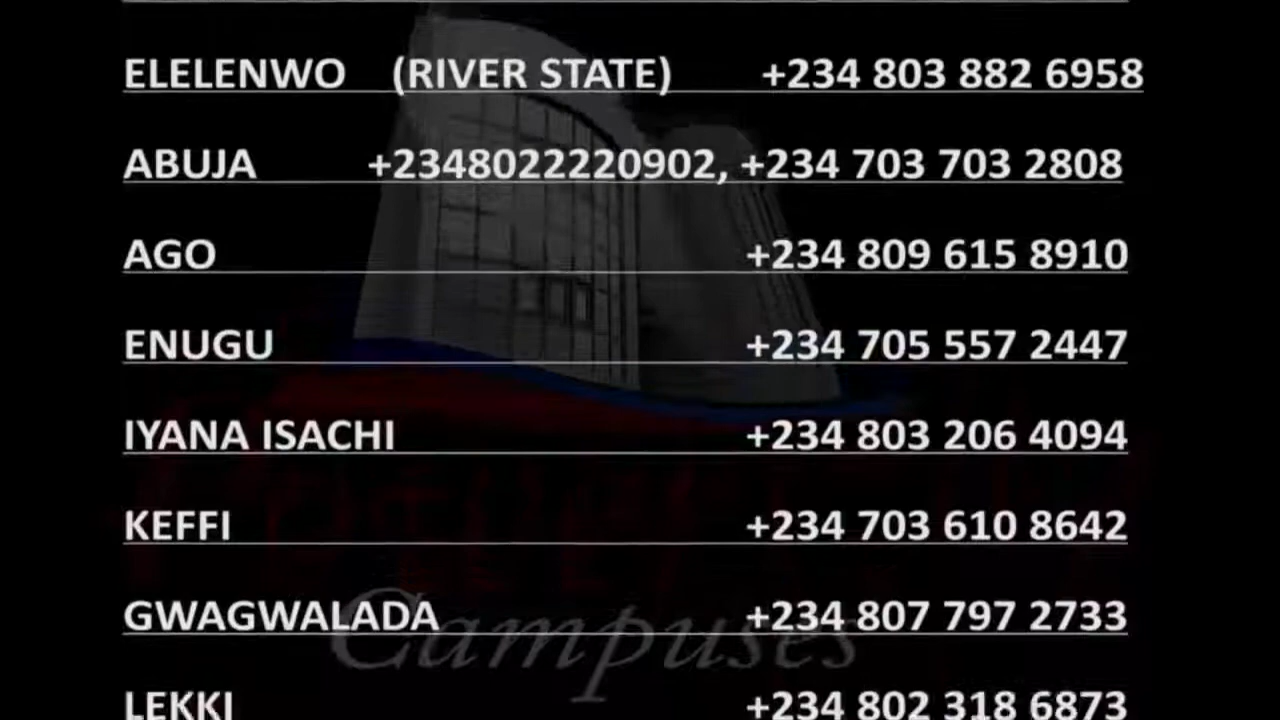 ELELENWO (RIVER STATE) +234 803 882 6958
ABUJA +2348022220902, +234 703 703 2808
AGO +234 809 615 8910
ENUGU +234 705 557 2447
IYANA ISACHI +234 803 206 4094
KEFFI +234 703 610 8642
GWAGWALADA +234 807 797 2733
Campuses
LEKKI +234 802 318 6873